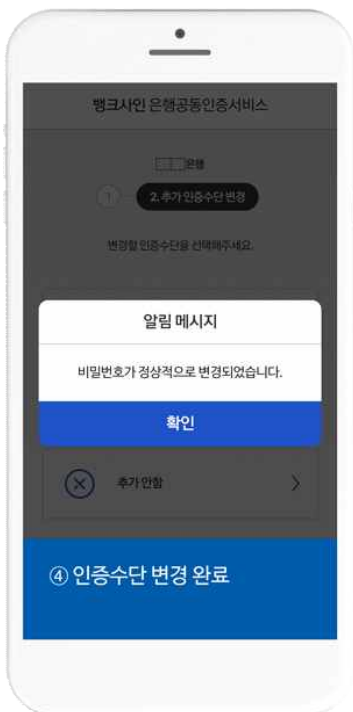 뱅크사인 은행공동인증서비스
은행
1 2. 추가 인증수단 변경
변경할 인증수단을 선택해주세요.
알림 메시지
비밀번호가 정상적으로 변경되었습니다.
확인
추가 안함
④ 인증수단 변경 완료